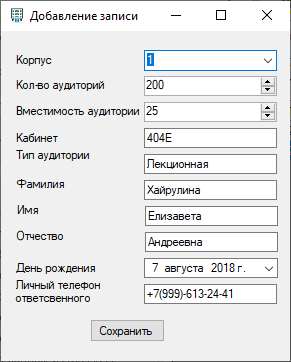 Добавление записи
Корпус 1
Кол-во аудиторий 200
Вместимость аудитории 25
Кабинет 404Е
Тип аудитории Лекционная
Фамилия Хайрулина
Имя Елизавета
Отчество Андреевна
День рождения 7 августа 2018 г.
Личный телефон
ответсвенного +7(999)-613-24-41
Сохранить